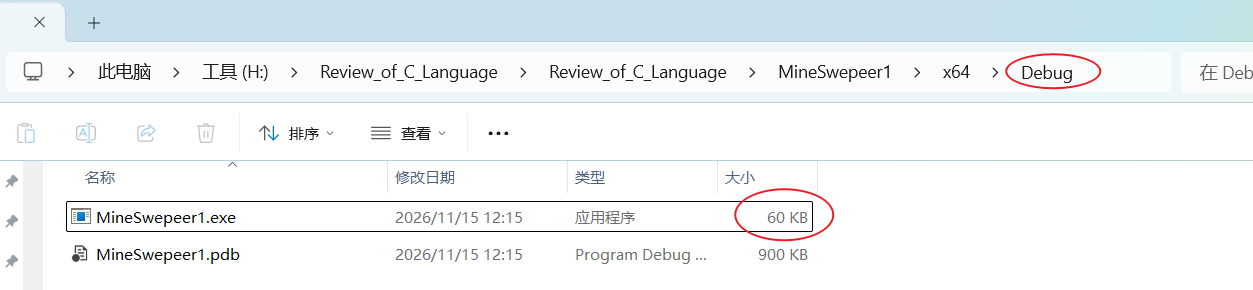 此电脑 > 工具 (H:) > Review_of_C_Language > Review_of_C_Language > MineSwepeer1 > x64 > Debug 在 Deb
排序 查看
名称 修改日期 类型 大小
MineSwepeer1.exe 2026/11/15 12:15 应用程序 60 KB
MineSwepeer1.pdb 2026/11/15 12:15 Program Debug ... 900 KB